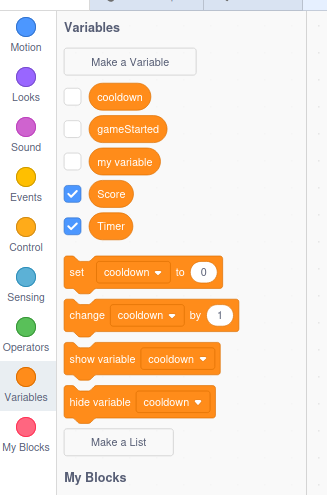 Motion
Looks
Sound
Events
Control
Sensing
Operators
Variables
My Blocks
Variables
Make a Variable
cooldown
gameStarted
my variable
Score
Timer
set cooldown to 0
change cooldown by 1
show variable cooldown
hide variable cooldown
Make a List
My Blocks